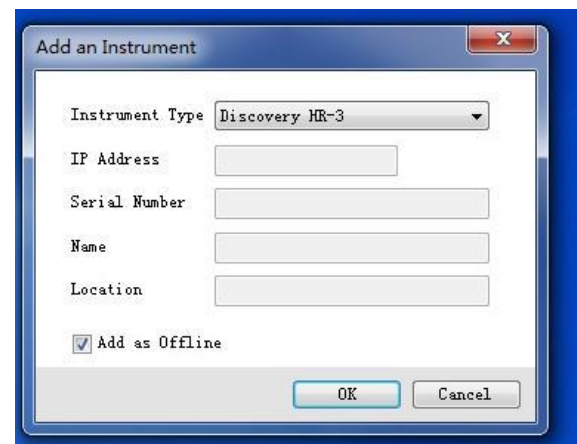 Add an Instrument
Instrument Type Discovery HR-3
IP Address
Serial Number
Name
Location
Add as Offline
OK Cancel